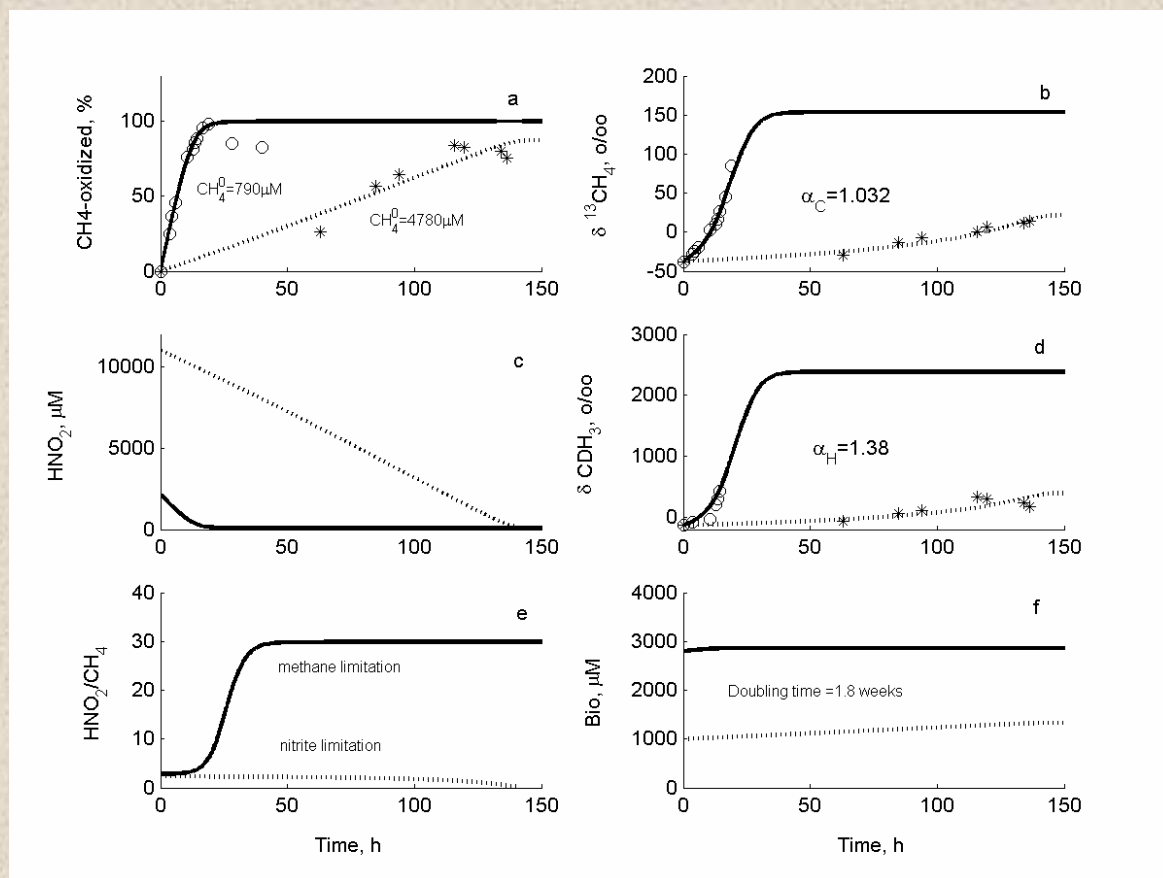 a
CH4-oxidized, %
100
50
0
CH⁰₄=790µM
CH⁰₄=4780µM
0 50 100 150
b
δ ¹³CH₄, o/oo
200
150
100
50
0
-50
α_C=1.032
0 50 100 150
c
HNO₂, µM
10000
5000
0
0 50 100 150
d
δ CDH₃, o/oo
3000
2000
1000
0
α_H=1.38
0 50 100 150
e
HNO₂/CH₄
40
30
20
10
0
methane limitation
nitrite limitation
0 50 100 150
Time, h
f
Bio, µM
4000
3000
2000
1000
0
Doubling time =1.8 weeks
0 50 100 150
Time, h